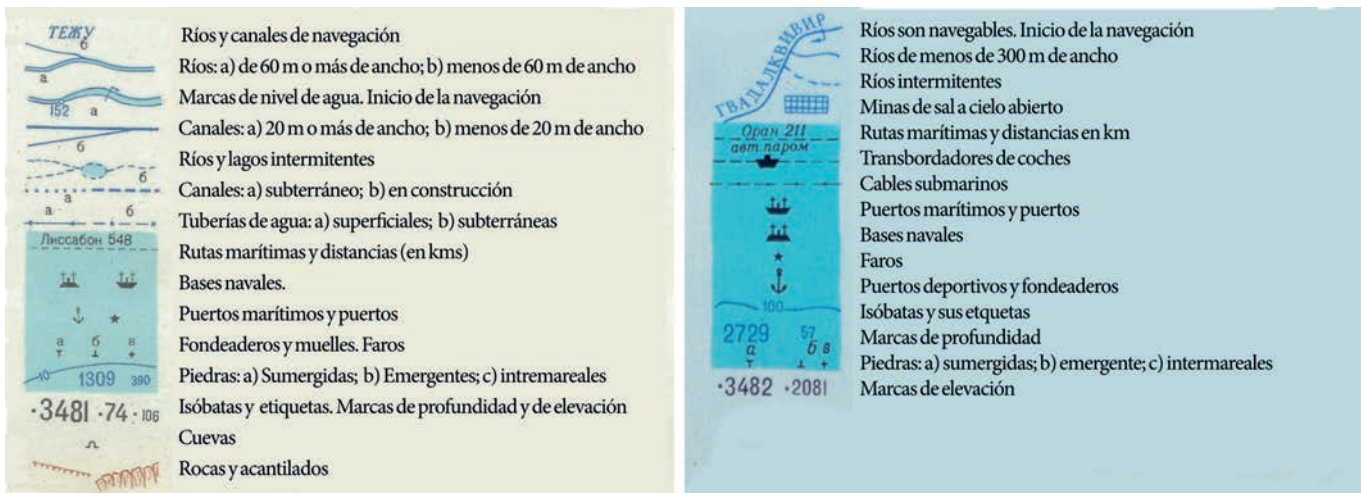 ТЕЖУ
б
Ríos y canales de navegación
а
Ríos: a) de 60 m o más de ancho; b) menos de 60 m de ancho
152 а
Marcas de nivel de agua. Inicio de la navegación
б
Canales: a) 20 m o más de ancho; b) menos de 20 m de ancho
Ríos y lagos intermitentes
а б
Canales: a) subterráneo; b) en construcción
а б
Tuberías de agua: a) superficiales; b) subterráneas
Лиссабон 548
Rutas marítimas y distancias (en kms)
Bases navales.
Puertos marítimos y puertos
а б в
Fondeaderos y muelles. Faros
10 1309 390
Piedras: a) Sumergidas; b) Emergentes; c) intremareales
3481 74 106
Isóbatas y etiquetas. Marcas de profundidad y de elevación
Cuevas
Rocas y acantilados
ГВАДАЛКВИВИР
Ríos son navegables. Inicio de la navegación
Ríos de menos de 300 m de ancho
Ríos intermitentes
Minas de sal a cielo abierto
Оран 211
Rutas marítimas y distancias en km
авт. паром
Transbordadores de coches
Cables submarinos
Puertos marítimos y puertos
Bases navales
Faros
Puertos deportivos y fondeaderos
100
Isóbatas y sus etquetas
2729 57
Marcas de profundidad
а б в
Piedras: a) sumergidas; b) emergente; c) intermareales
3482 2081
Marcas de elevación